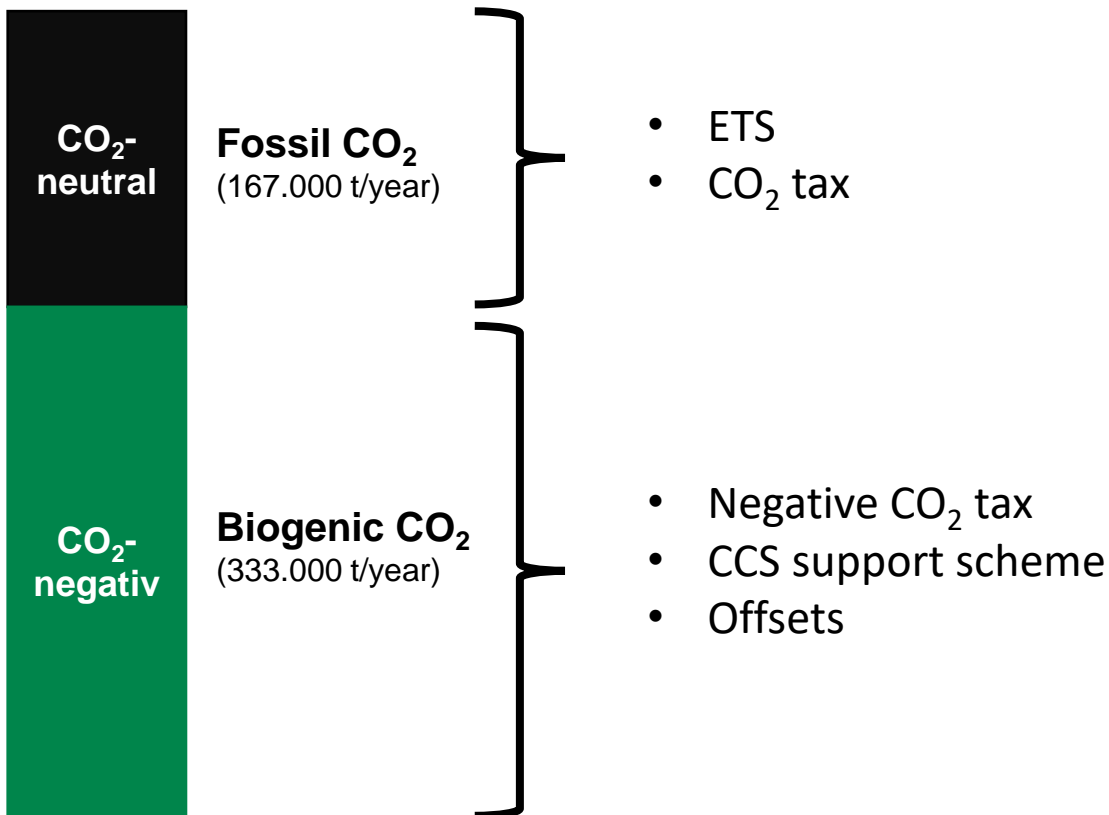 CO₂-
neutral
Fossil CO₂
(167.000 t/year)
• ETS
• CO₂ tax
CO₂-
negativ
Biogenic CO₂
(333.000 t/year)
• Negative CO₂ tax
• CCS support scheme
• Offsets